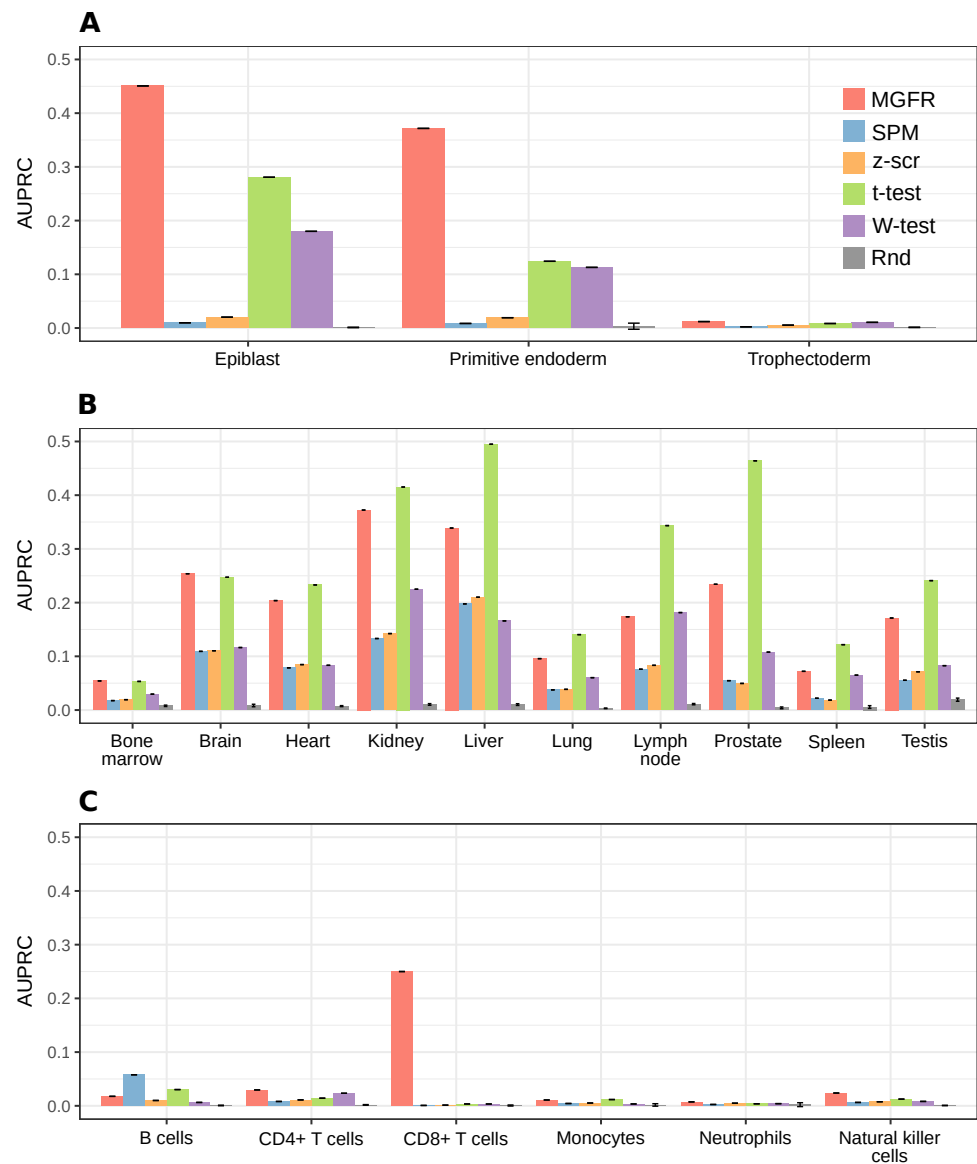 A
0.5
0.4
0.3
0.2
0.1
0.0
AUPRC
MGFR
SPM
z-scr
t-test
W-test
Rnd
Epiblast
Primitive endoderm
Trophectoderm
B
0.5
0.4
0.3
0.2
0.1
0.0
AUPRC
Bone
marrow
Brain
Heart
Kidney
Liver
Lung
Lymph
node
Prostate
Spleen
Testis
C
0.5
0.4
0.3
0.2
0.1
0.0
AUPRC
B cells
CD4+ T cells
CD8+ T cells
Monocytes
Neutrophils
Natural killer
cells